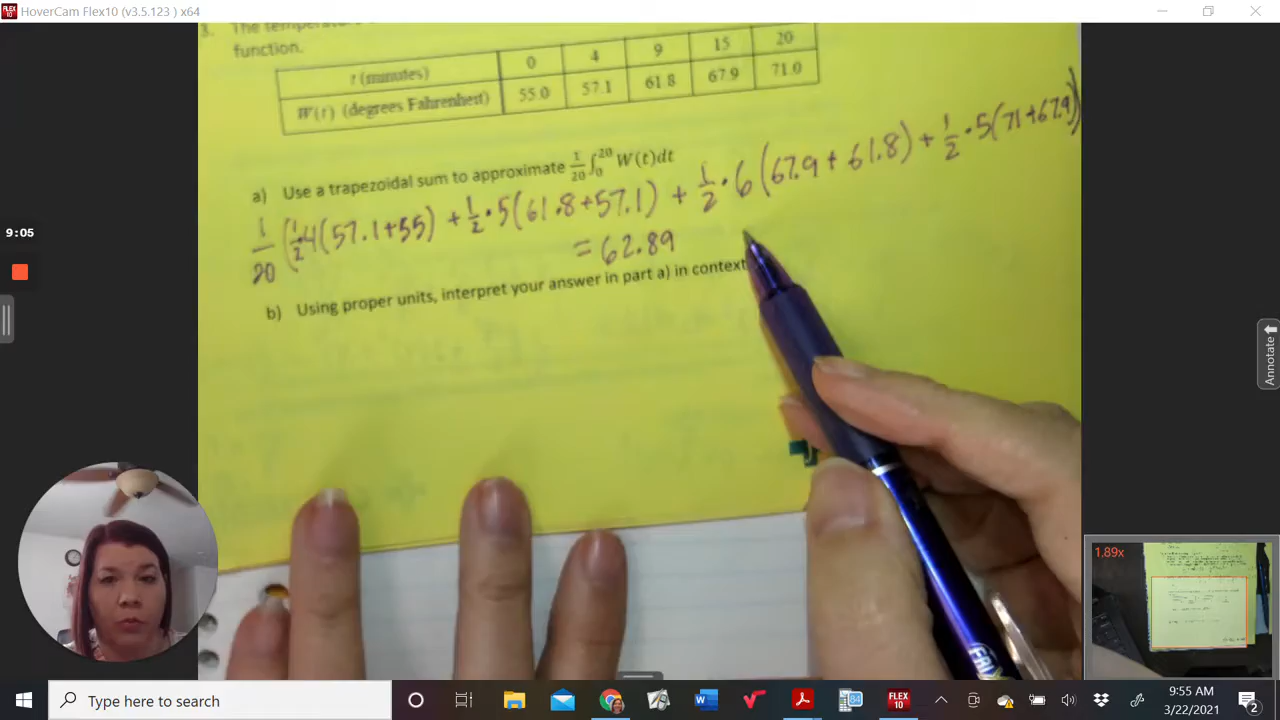 HoverCam Flex10 (v3.5.123 ) x64
3. The temperat
function.
t (minutes) 0 4 9 15 20
W(t) (degrees Fahrenheit) 55.0 57.1 61.8 67.9 71.0
a) Use a trapezoidal sum to approximate 1/20 ∫₀²⁰ W(t)dt
1/20 (1/2·4(57.1+55) + 1/2·5(61.8+57.1) + 1/2·6(67.9+61.8) + 1/2·5(71+67.9))
= 62.89
b) Using proper units, interpret your answer in part a) in context
9:05
Annotate
1.89x
Type here to search
FLEX 10
9:55 AM
3/22/2021
2